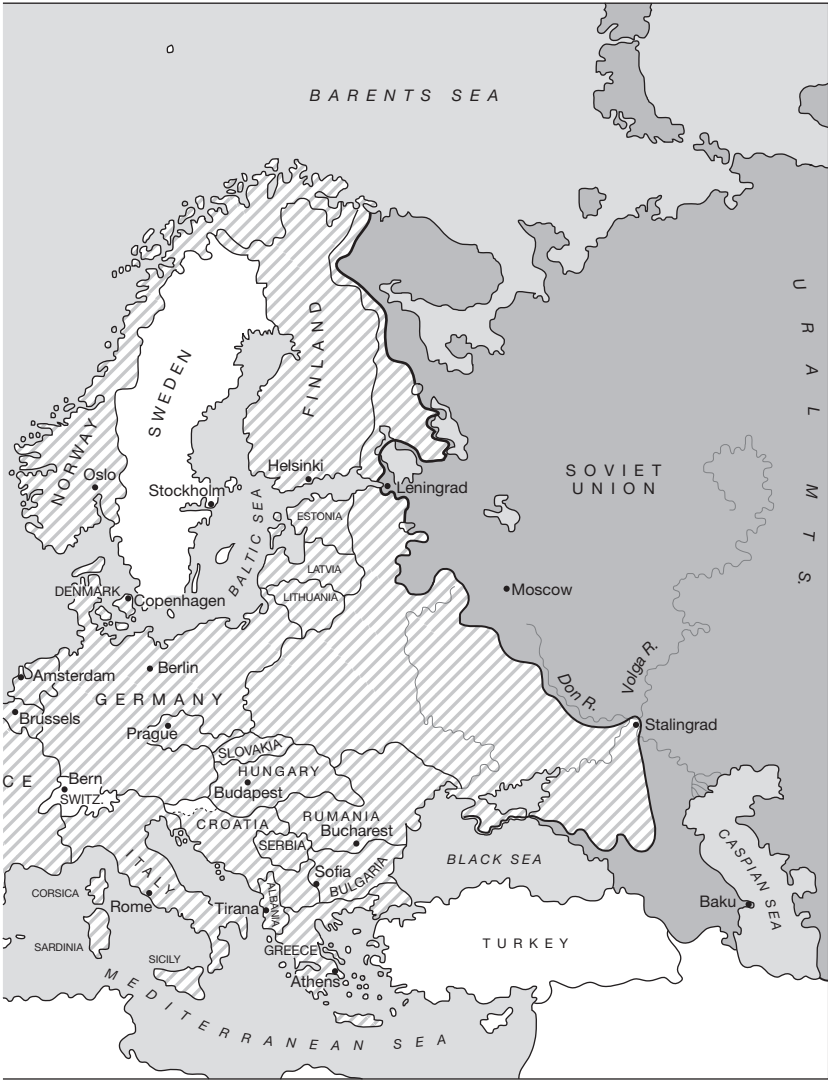 BARENTS SEA
URAL MTS.
FINLAND
SWEDEN
NORWAY
Oslo
Helsinki
Stockholm
Leningrad
SOVIET
UNION
BALTIC SEA
ESTONIA
LATVIA
LITHUANIA
Moscow
DENMARK
Copenhagen
Volga R.
Don R.
Amsterdam
Berlin
GERMANY
Brussels
Prague
Stalingrad
SLOVAKIA
HUNGARY
Budapest
CE
Bern
SWITZ.
CROATIA
RUMANIA
Bucharest
SERBIA
BLACK SEA
CASPIAN SEA
ITALY
Sofia
BULGARIA
ALBANIA
CORSICA
Rome
Tirana
Baku
SARDINIA
SICILY
GREECE
TURKEY
Athens
MEDITERRANEAN SEA